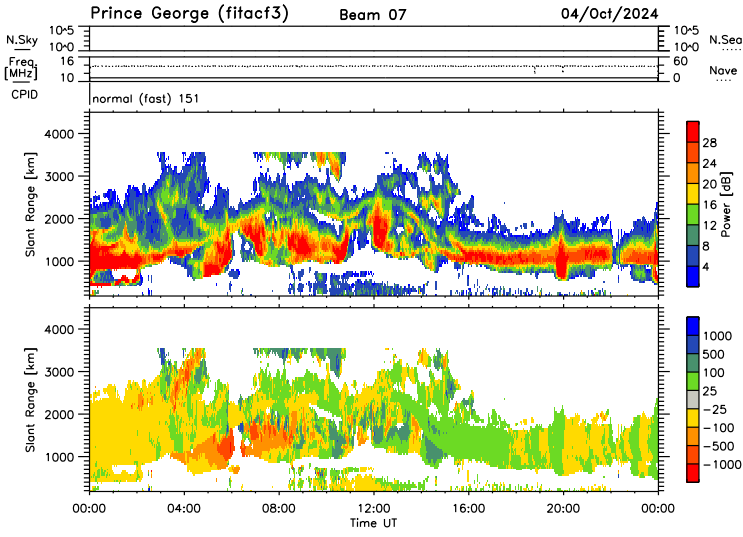 Prince George (fitacf3) Beam 07 04/Oct/2024
N.Sky 10^5 10^0 10^5 10^0 N.Sea
Freq. [MHz] 16 10 60 0 Nave
CPID normal (fast) 151
Slant Range [km] 4000 3000 2000 1000
28 24 20 16 12 8 4 Power [dB]
Slant Range [km] 4000 3000 2000 1000
1000 500 100 25 -25 -100 -500 -1000
00:00 04:00 08:00 12:00 16:00 20:00 00:00
Time UT